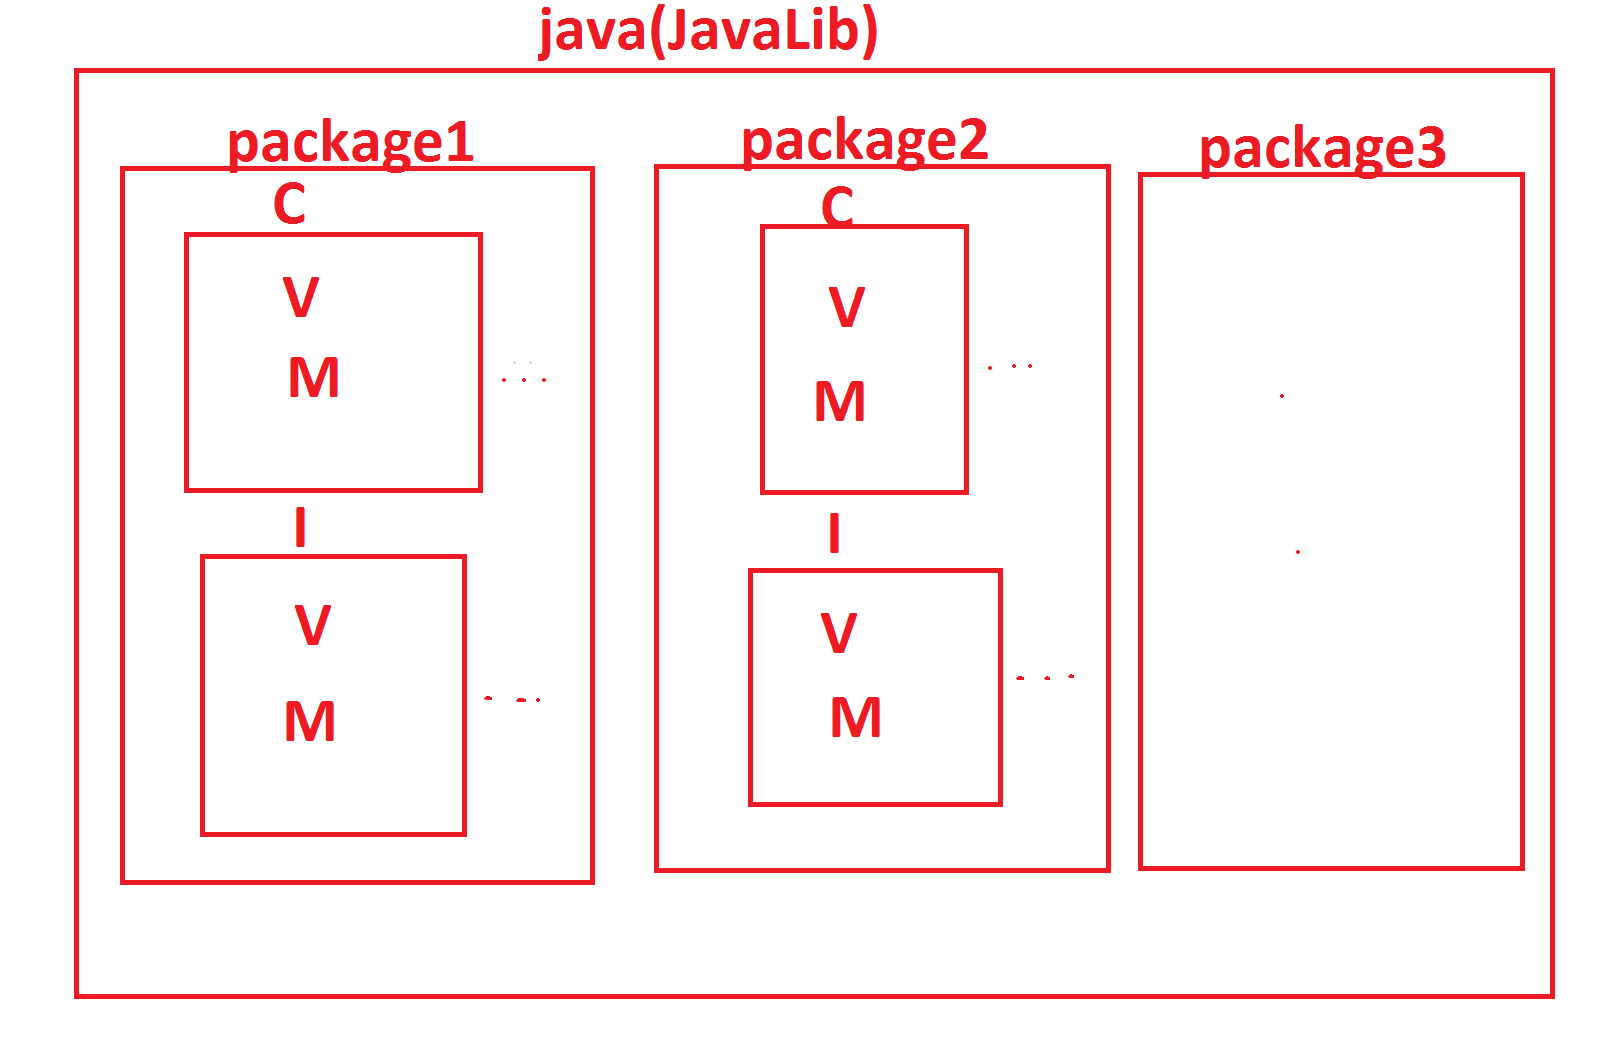 java(JavaLib)
package1
C
V
M
...
I
V
M
...
package2
C
V
M
...
I
V
M
...
package3
.
.